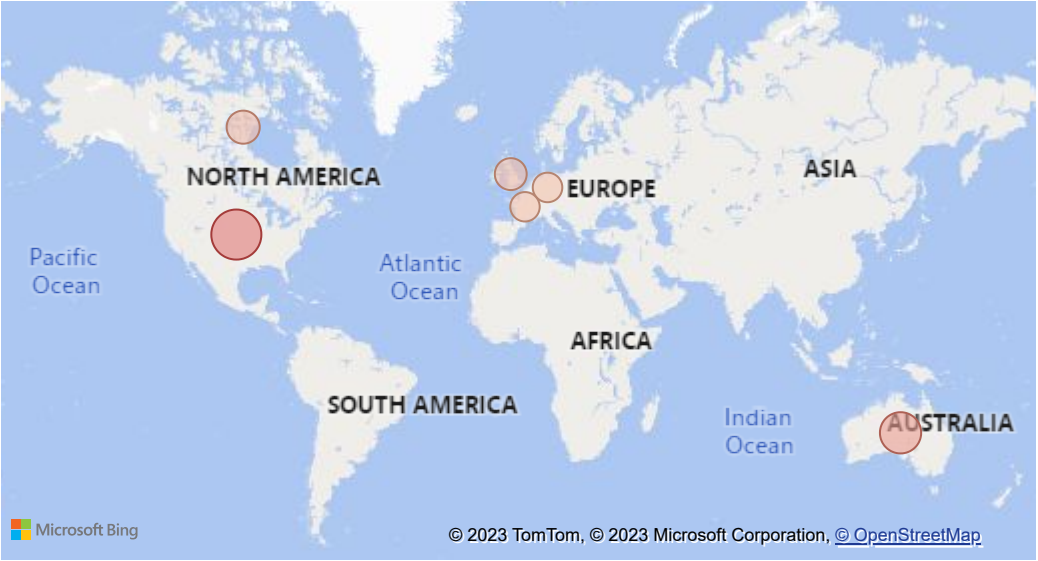 NORTH AMERICA
ASIA
EUROPE
Pacific
Ocean
Atlantic
Ocean
AFRICA
SOUTH AMERICA
Indian
Ocean
AUSTRALIA
Microsoft Bing
© 2023 TomTom, © 2023 Microsoft Corporation, © OpenStreetMap